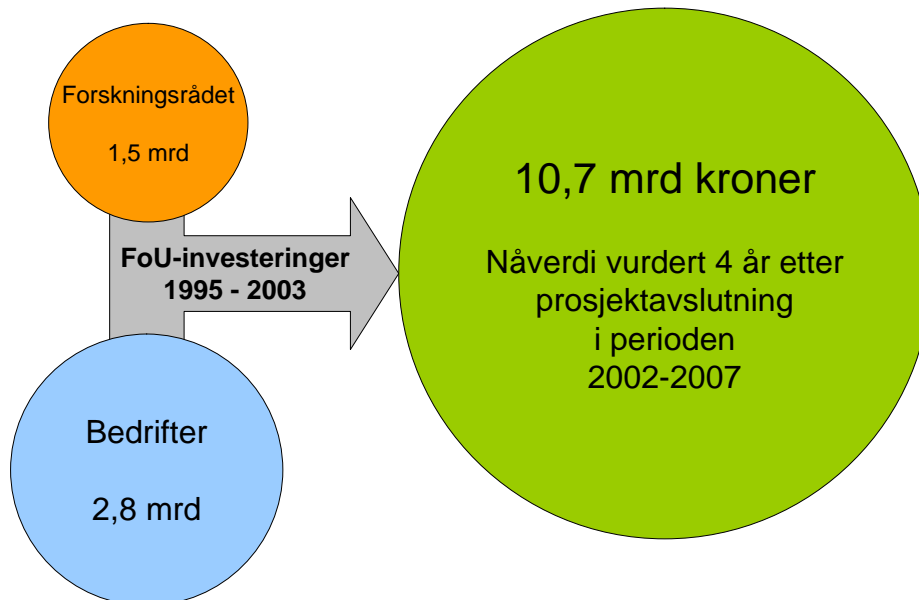 Forskningsrådet
1,5 mrd
FoU-investeringer
1995 - 2003
Bedrifter
2,8 mrd
10,7 mrd kroner
Nåverdi vurdert 4 år etter
prosjektavslutning
i perioden
2002-2007